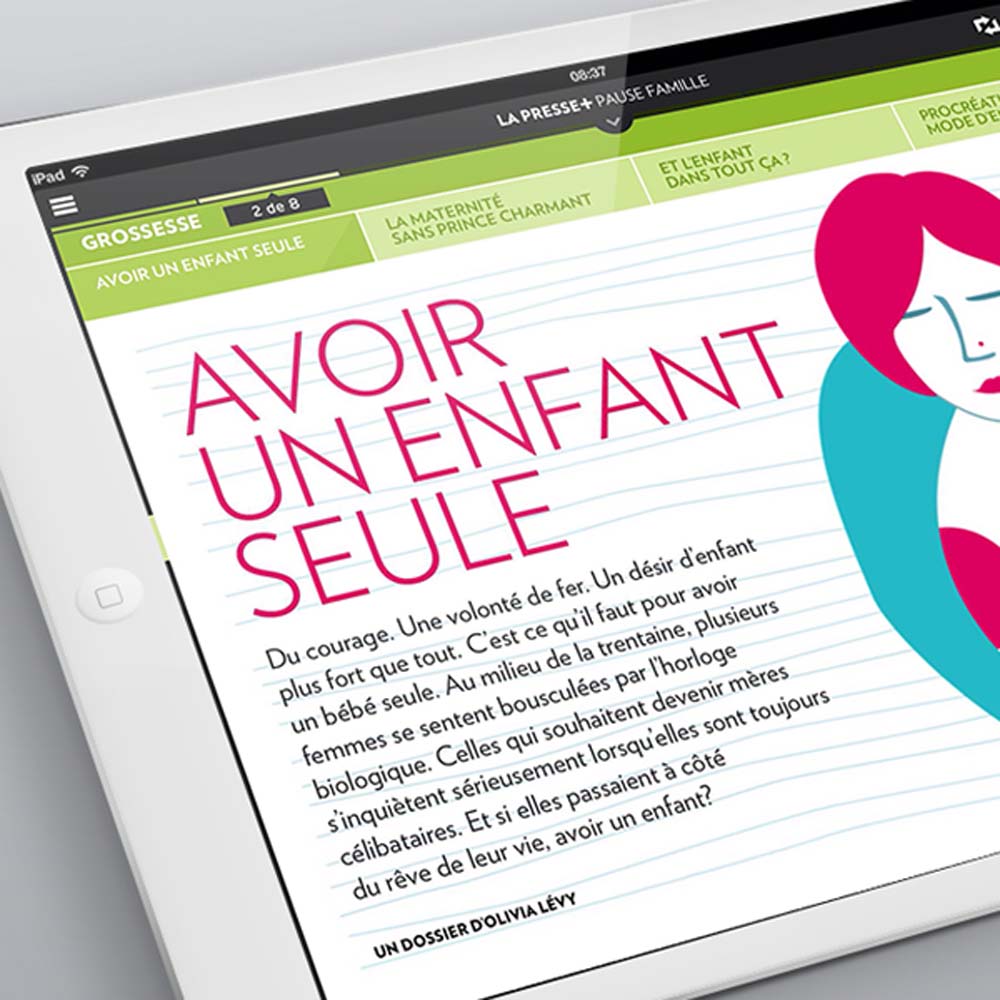 iPad
08:37
LA PRESSE+ PAUSE FAMILLE
GROSSESSE
2 de 8
AVOIR UN ENFANT SEULE
LA MATERNITÉ
SANS PRINCE CHARMANT
ET L'ENFANT
DANS TOUT ÇA?
AVOIR
UN ENFANT
SEULE
Du courage. Une volonté de fer. Un désir d'enfant
plus fort que tout. C'est ce qu'il faut pour avoir
un bébé seule. Au milieu de la trentaine, plusieurs
femmes se sentent bousculées par l'horloge
biologique. Celles qui souhaitent devenir mères
s'inquiètent sérieusement lorsqu'elles sont toujours
célibataires. Et si elles passaient à côté
du rêve de leur vie, avoir un enfant?
UN DOSSIER D'OLIVIA LÉVY